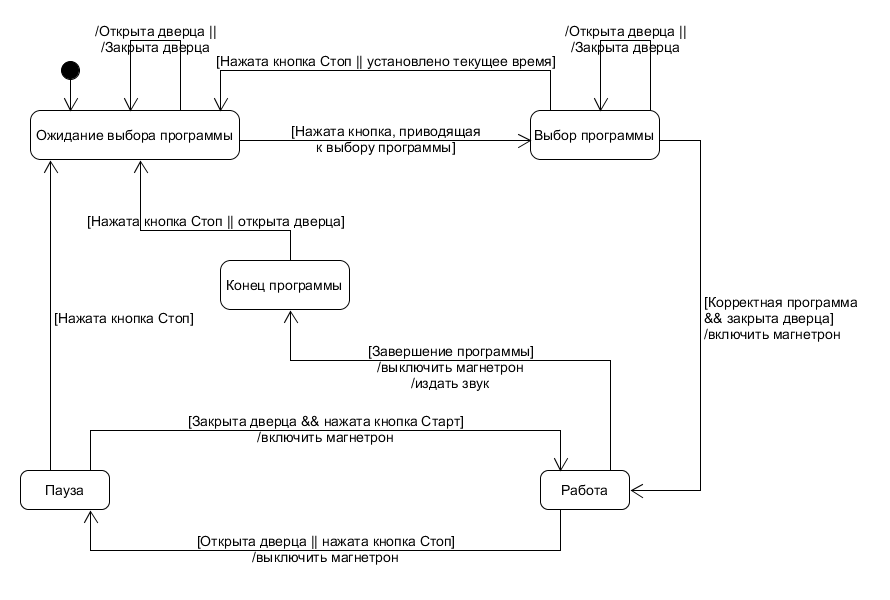 /Открыта дверца ||
/Закрыта дверца
/Открыта дверца ||
/Закрыта дверца
[Нажата кнопка Стоп || установлено текущее время]
Ожидание выбора программы
[Нажата кнопка, приводящая
к выбору программы]
Выбор программы
[Нажата кнопка Стоп || открыта дверца]
Конец программы
[Корректная программа
&& закрыта дверца]
/включить магнетрон
[Нажата кнопка Стоп]
[Завершение программы]
/выключить магнетрон
/издать звук
[Закрыта дверца && нажата кнопка Старт]
/включить магнетрон
Пауза
Работа
[Открыта дверца || нажата кнопка Стоп]
/выключить магнетрон